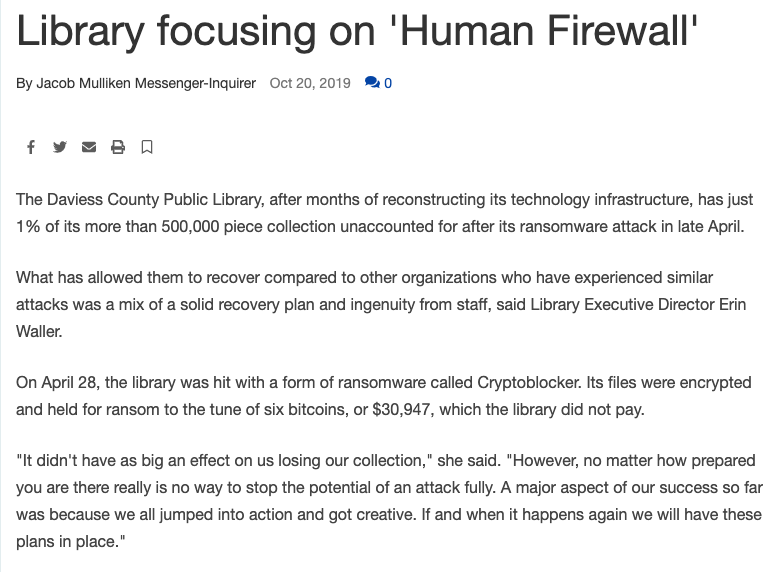 Library focusing on 'Human Firewall'
By Jacob Mulliken Messenger-Inquirer Oct 20, 2019 0
The Daviess County Public Library, after months of reconstructing its technology infrastructure, has just
1% of its more than 500,000 piece collection unaccounted for after its ransomware attack in late April.
What has allowed them to recover compared to other organizations who have experienced similar
attacks was a mix of a solid recovery plan and ingenuity from staff, said Library Executive Director Erin
Waller.
On April 28, the library was hit with a form of ransomware called Cryptoblocker. Its files were encrypted
and held for ransom to the tune of six bitcoins, or $30,947, which the library did not pay.
"It didn't have as big an effect on us losing our collection," she said. "However, no matter how prepared
you are there really is no way to stop the potential of an attack fully. A major aspect of our success so far
was because we all jumped into action and got creative. If and when it happens again we will have these
plans in place."